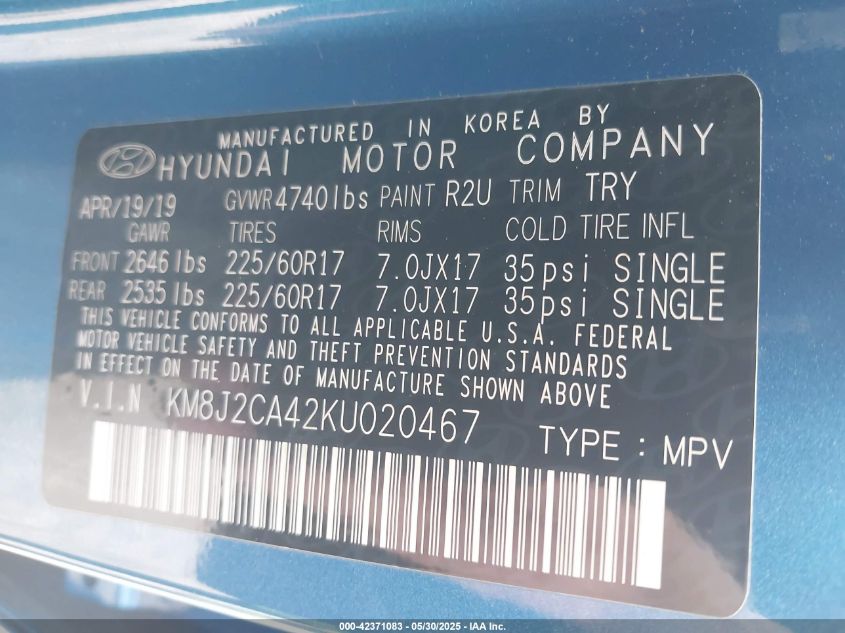 MANUFACTURED IN KOREA BY
HYUNDAI MOTOR COMPANY
APR/19/19 GVWR 4740lbs PAINT R2U TRIM TRY
GAWR TIRES RIMS COLD TIRE INFL
FRONT 2646lbs 225/60R17 7.0JX17 35psi SINGLE
REAR 2535lbs 225/60R17 7.0JX17 35psi SINGLE
THIS VEHICLE CONFORMS TO ALL APPLICABLE U.S.A. FEDERAL
MOTOR VEHICLE SAFETY AND THEFT PREVENTION STANDARDS
IN EFFECT ON THE DATE OF MANUFACTURE SHOWN ABOVE
V.I.N KM8J2CA42KU020467
TYPE : MPV
000-42371083 - 05/30/2025 - IAA Inc.